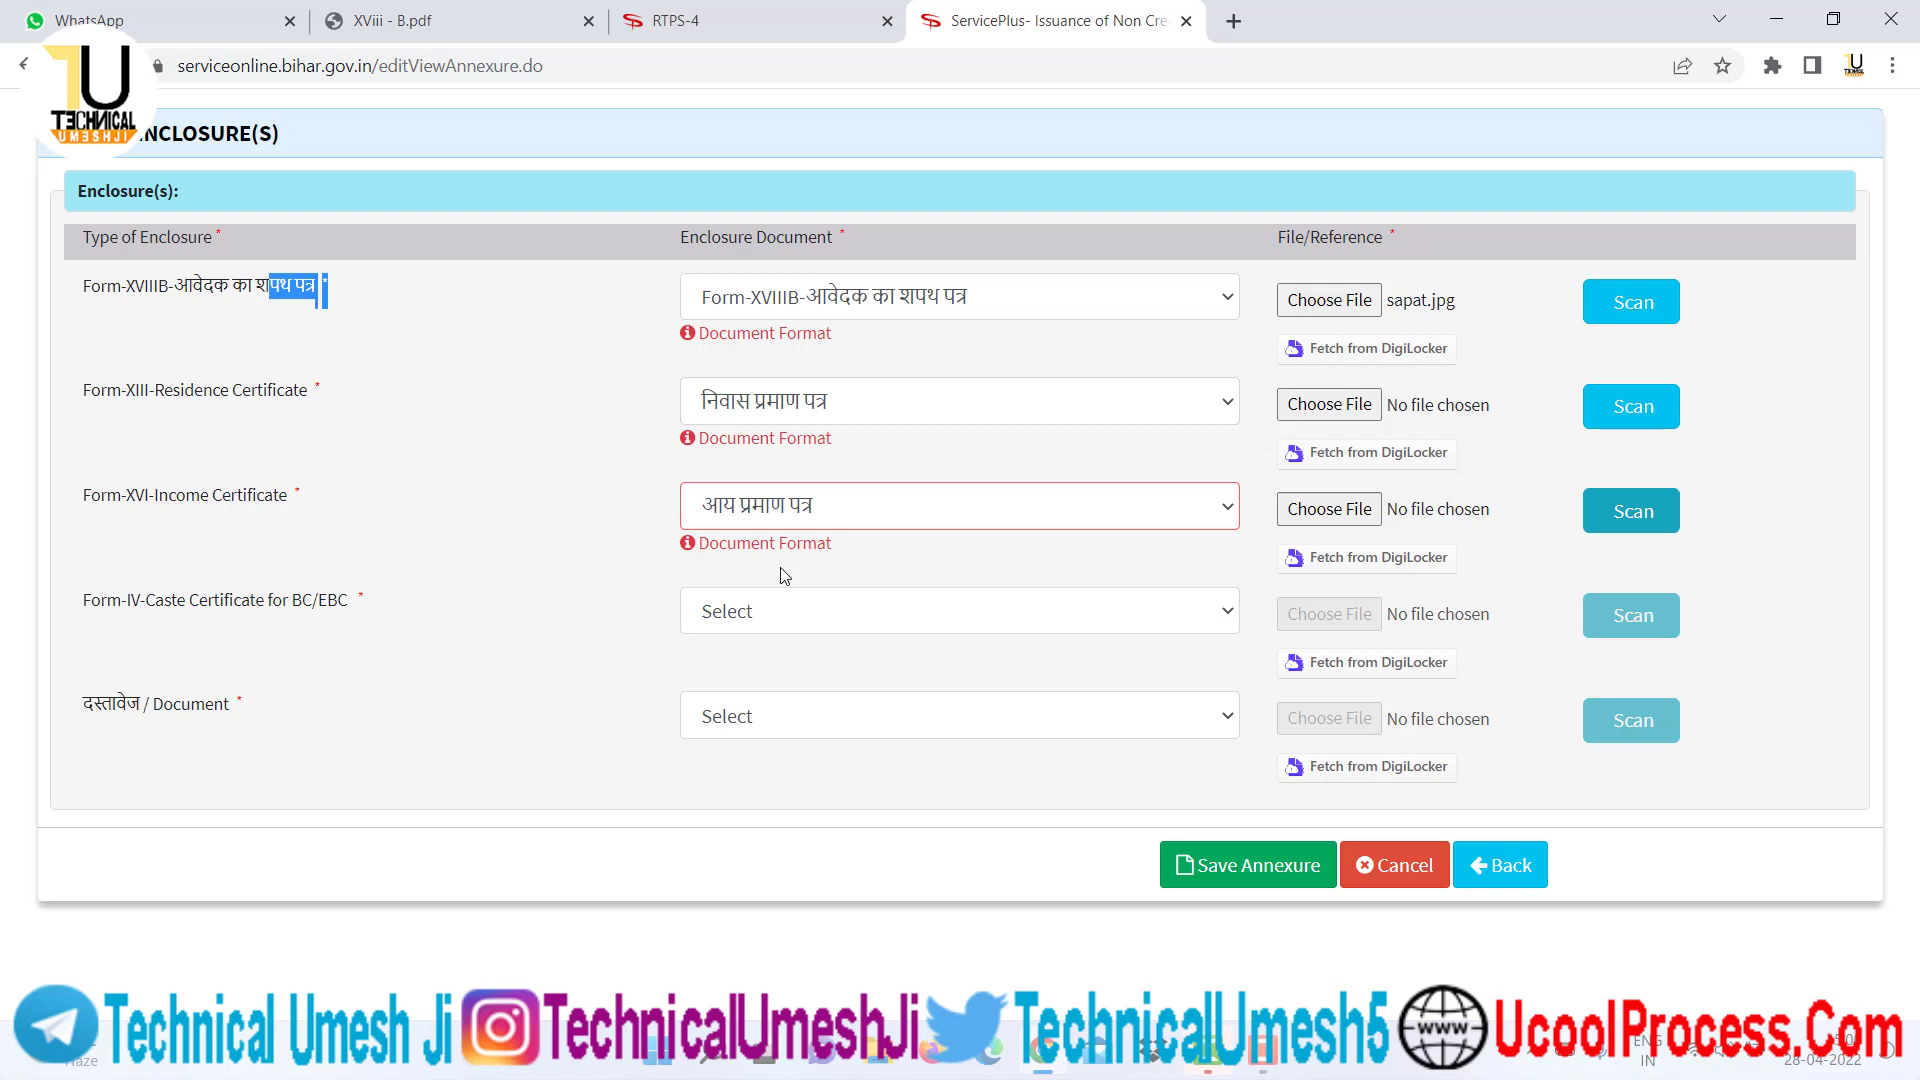 WhatsApp
XViii - B.pdf
RTPS-4
ServicePlus- Issuance of Non Cre
serviceonline.bihar.gov.in/editViewAnnexure.do
U
TECHNICAL
UMESHJI
NCLOSURE(S)
Enclosure(s):
Type of Enclosure * Enclosure Document * File/Reference *
Form-XVIIIB-आवेदक का शपथ पत्र * Form-XVIIIB-आवेदक का शपथ पत्र Choose File sapat.jpg Scan
Document Format Fetch from DigiLocker
Form-XIII-Residence Certificate * निवास प्रमाण पत्र Choose File No file chosen Scan
Document Format Fetch from DigiLocker
Form-XVI-Income Certificate * आय प्रमाण पत्र Choose File No file chosen Scan
Document Format Fetch from DigiLocker
Form-IV-Caste Certificate for BC/EBC * Select Choose File No file chosen Scan
Fetch from DigiLocker
दस्तावेज / Document * Select Choose File No file chosen Scan
Fetch from DigiLocker
Save Annexure Cancel Back
Technical Umesh Ji TechnicalUmeshJi TechnicalUmesh5 www UcoolProcess.Com
Haze ENG
IN 28-04-2022